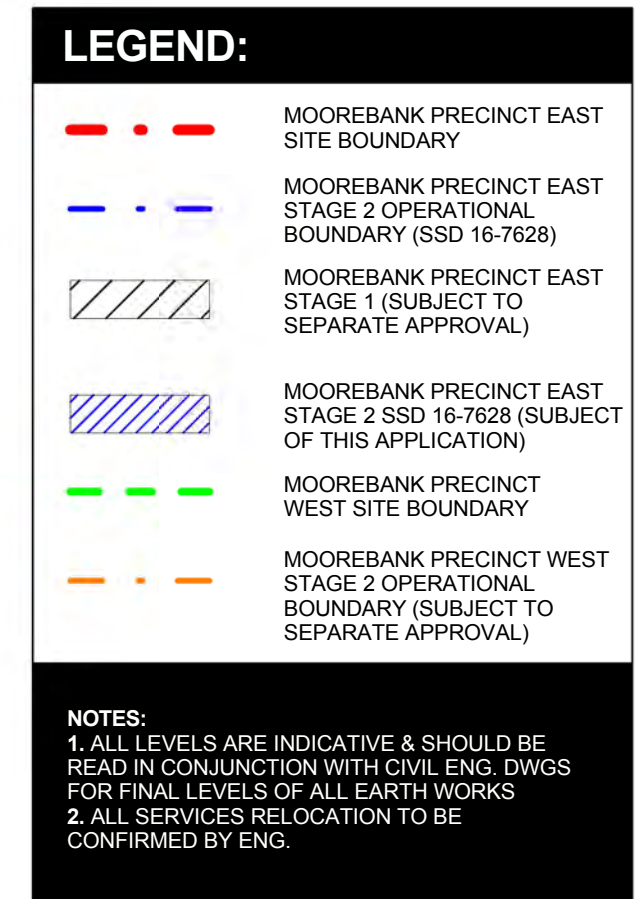 LEGEND:
MOOREBANK PRECINCT EAST
SITE BOUNDARY
MOOREBANK PRECINCT EAST
STAGE 2 OPERATIONAL
BOUNDARY (SSD 16-7628)
MOOREBANK PRECINCT EAST
STAGE 1 (SUBJECT TO
SEPARATE APPROVAL)
MOOREBANK PRECINCT EAST
STAGE 2 SSD 16-7628 (SUBJECT
OF THIS APPLICATION)
MOOREBANK PRECINCT
WEST SITE BOUNDARY
MOOREBANK PRECINCT WEST
STAGE 2 OPERATIONAL
BOUNDARY (SUBJECT TO
SEPARATE APPROVAL)
NOTES:
1. ALL LEVELS ARE INDICATIVE & SHOULD BE
READ IN CONJUNCTION WITH CIVIL ENG. DWGS
FOR FINAL LEVELS OF ALL EARTH WORKS
2. ALL SERVICES RELOCATION TO BE
CONFIRMED BY ENG.